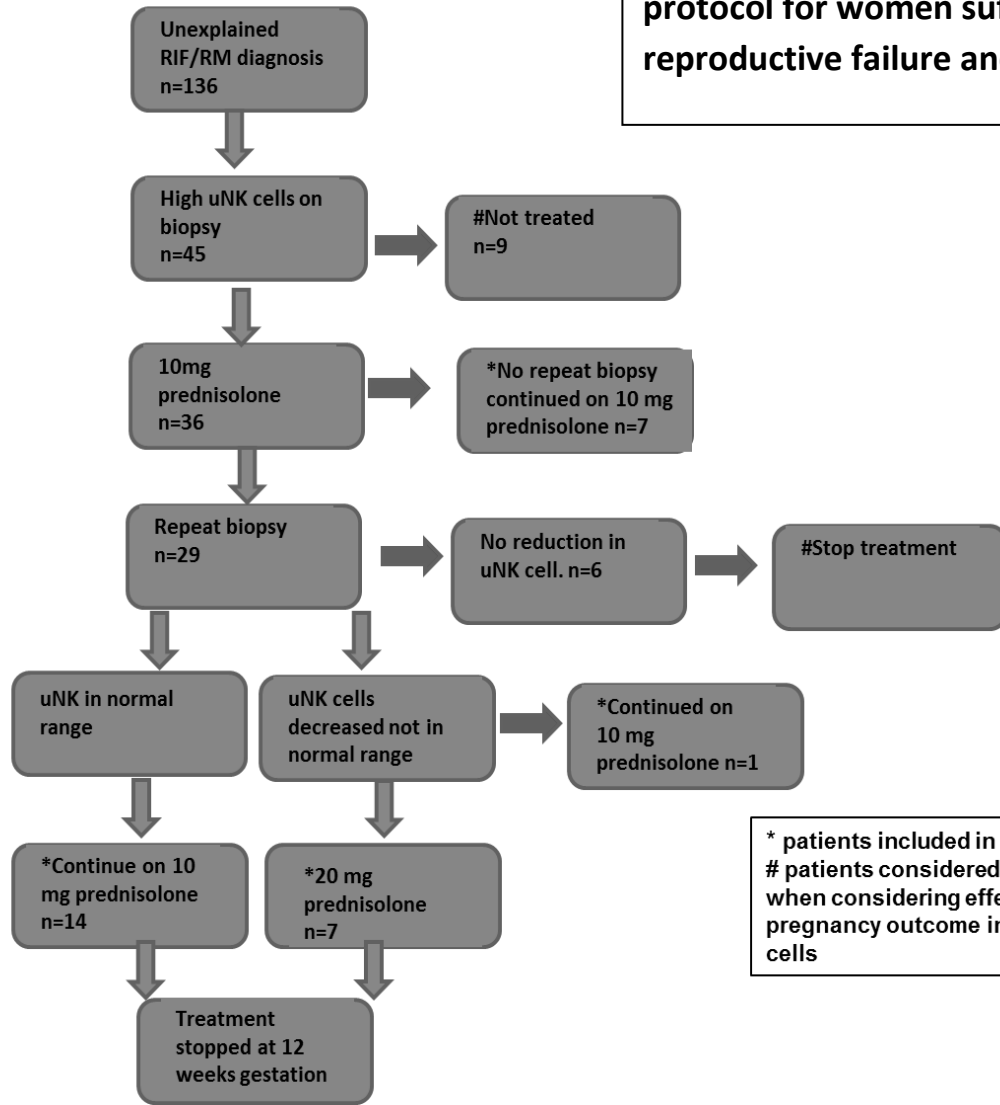 protocol for women
reproductive failure
Unexplained
RIF/RM diagnosis
n=136
High uNK cells on
biopsy
n=45
#Not treated
n=9
10mg
prednisolone
n=36
*No repeat biopsy
continued on 10 mg
prednisolone n=7
Repeat biopsy
n=29
No reduction in
uNK cell. n=6
#Stop treatment
uNK in normal
range
uNK cells
decreased not in
normal range
*Continued on
10 mg
prednisolone n=1
*Continue on 10
mg prednisolone
n=14
*20 mg
prednisolone
n=7
* patients included in
# patients considered
when considering
pregnancy outcome
cells
Treatment
stopped at 12
weeks gestation